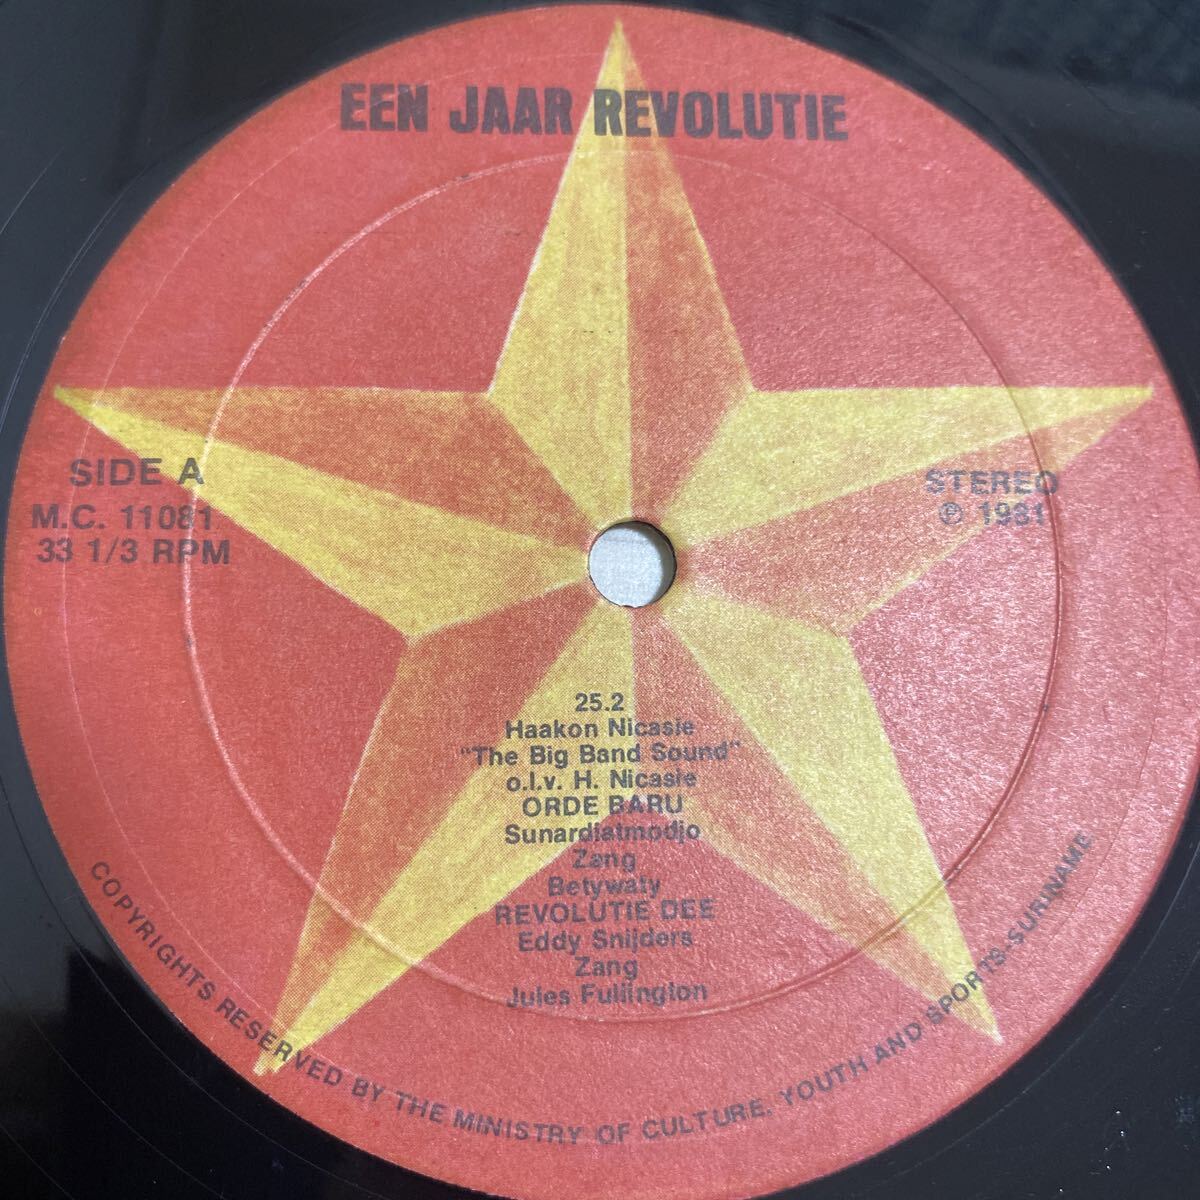 EEN JAAR REVOLUTIE
SIDE A
M.C. 11081
33 1/3 RPM
STEREO
℗ 1981
25.2
Haakon Nicasie
"The Big Band Sound"
o.l.v. H. Nicasie
ORDE BARU
Sunardiatmodjo
Zang
Betywaty
REVOLUTIE DEE
Eddy Snijders
Zang
Jules Fullington
COPYRIGHTS RESERVED BY THE MINISTRY OF CULTURE, YOUTH AND SPORTS-SURINAME